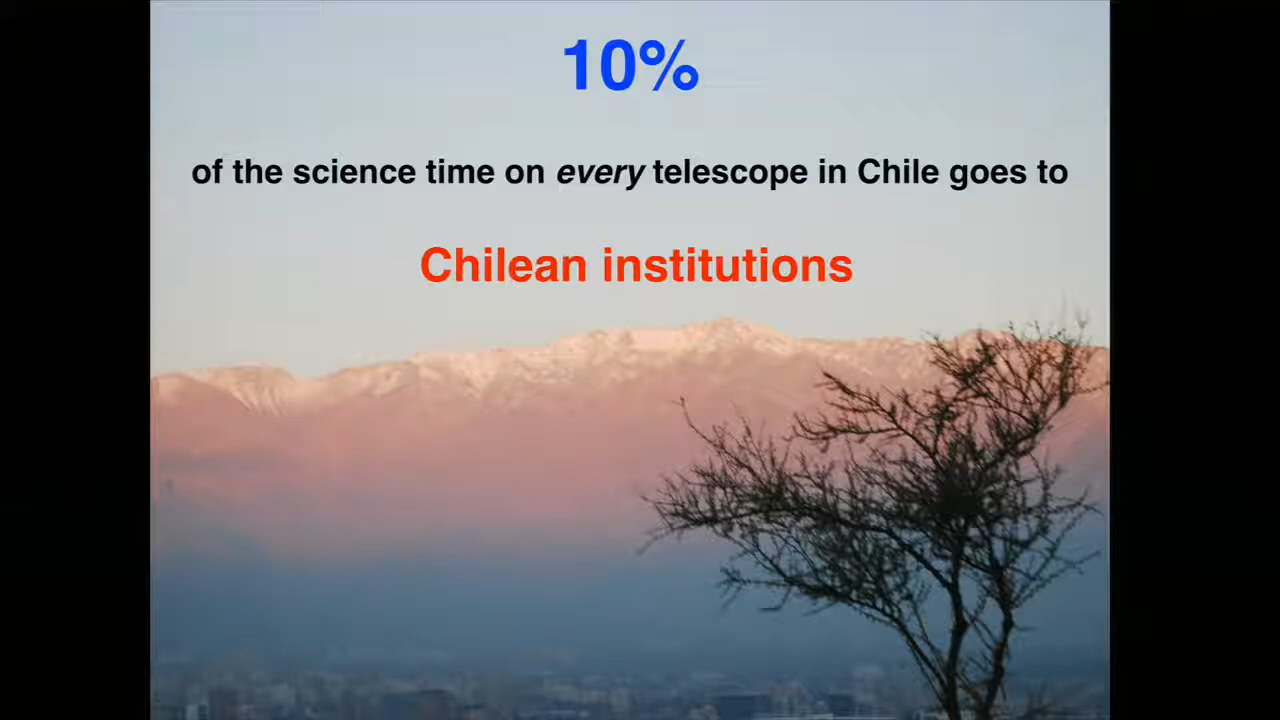 10%
of the science time on every telescope in Chile goes to
Chilean institutions